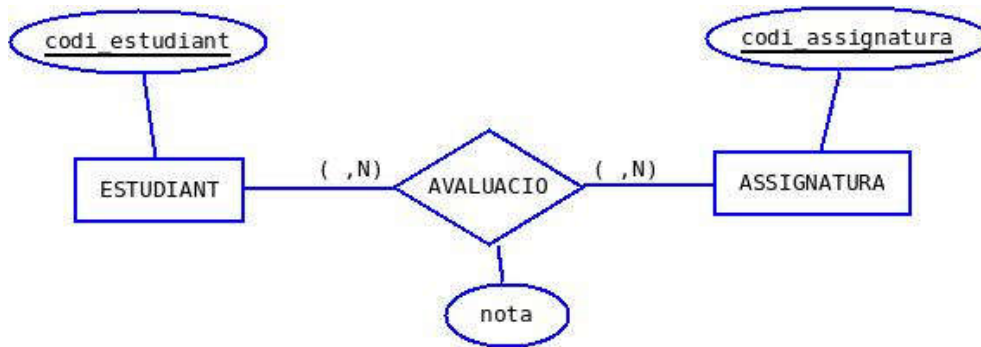 codi_estudiant
codi_assignatura
ESTUDIANT
( ,N)
AVALUACIO
( ,N)
ASSIGNATURA
nota